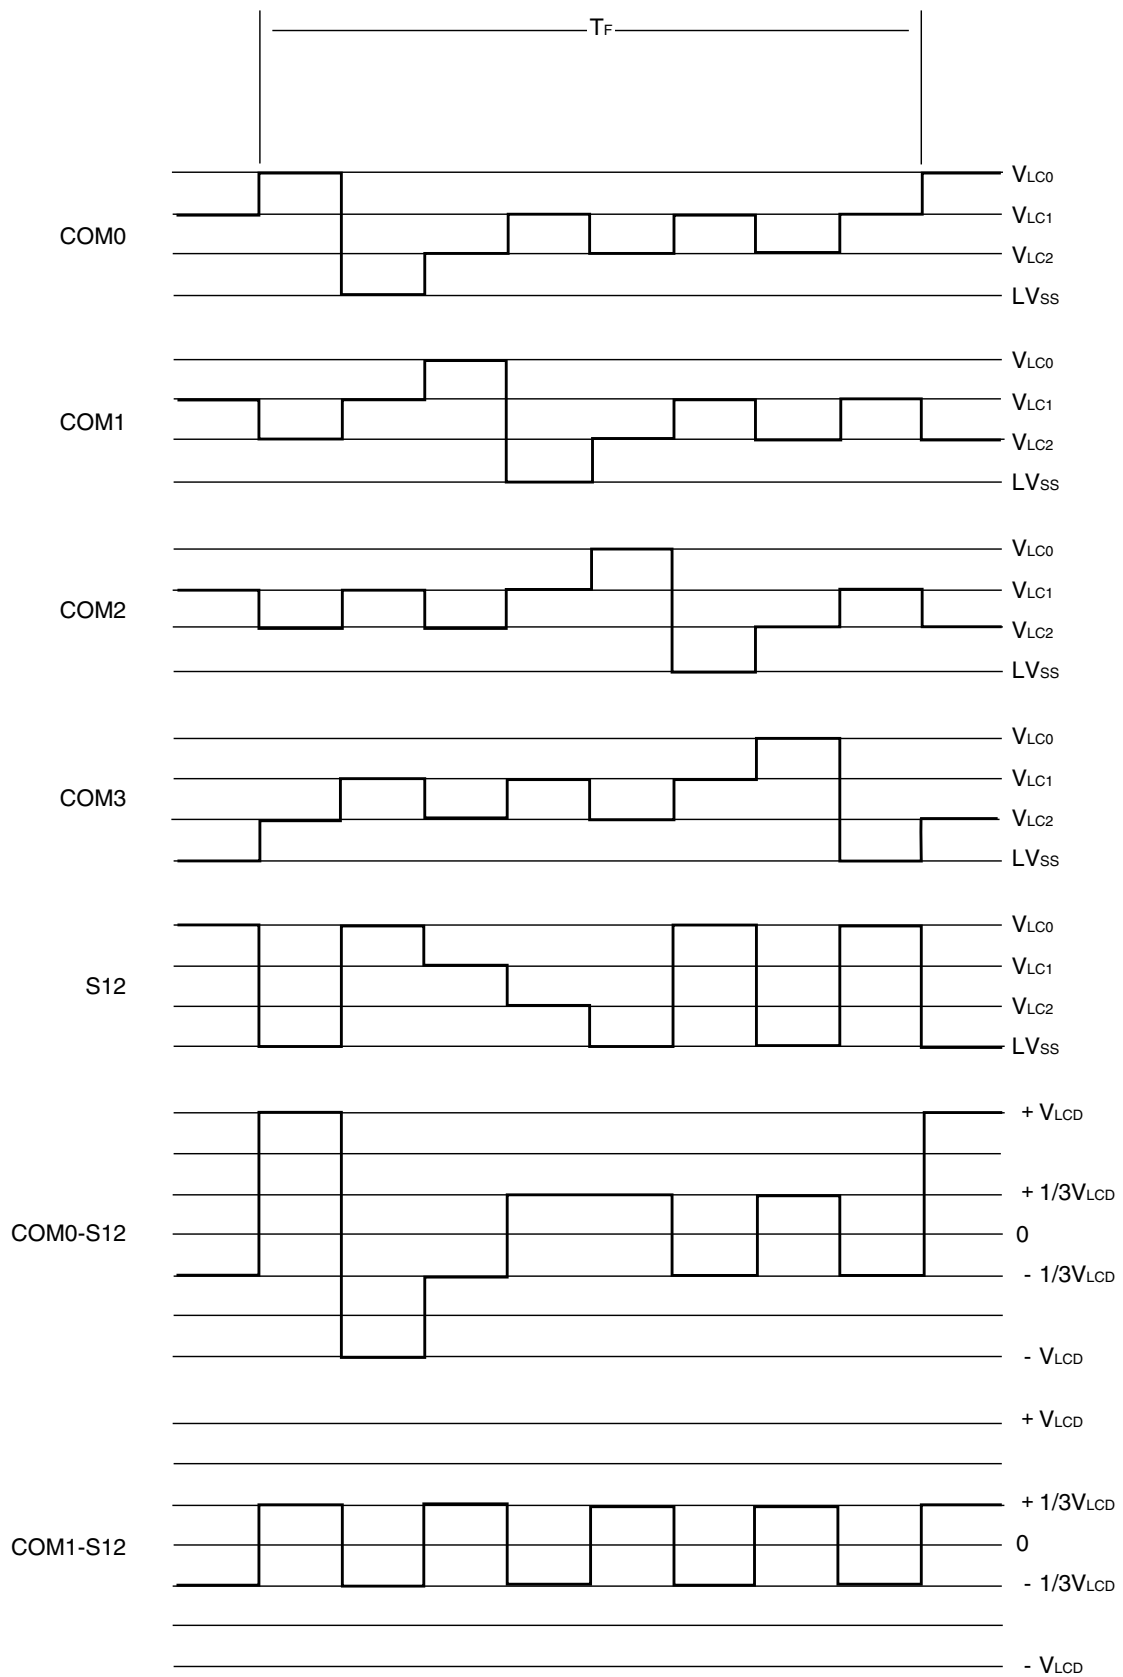 TF
COM0
VLC0
VLC1
VLC2
LVSS
COM1
VLC0
VLC1
VLC2
LVSS
COM2
VLC0
VLC1
VLC2
LVSS
COM3
VLC0
VLC1
VLC2
LVSS
S12
VLC0
VLC1
VLC2
LVSS
COM0-S12
+ VLCD
+ 1/3VLCD
0
- 1/3VLCD
- VLCD
COM1-S12
+ VLCD
+ 1/3VLCD
0
- 1/3VLCD
- VLCD